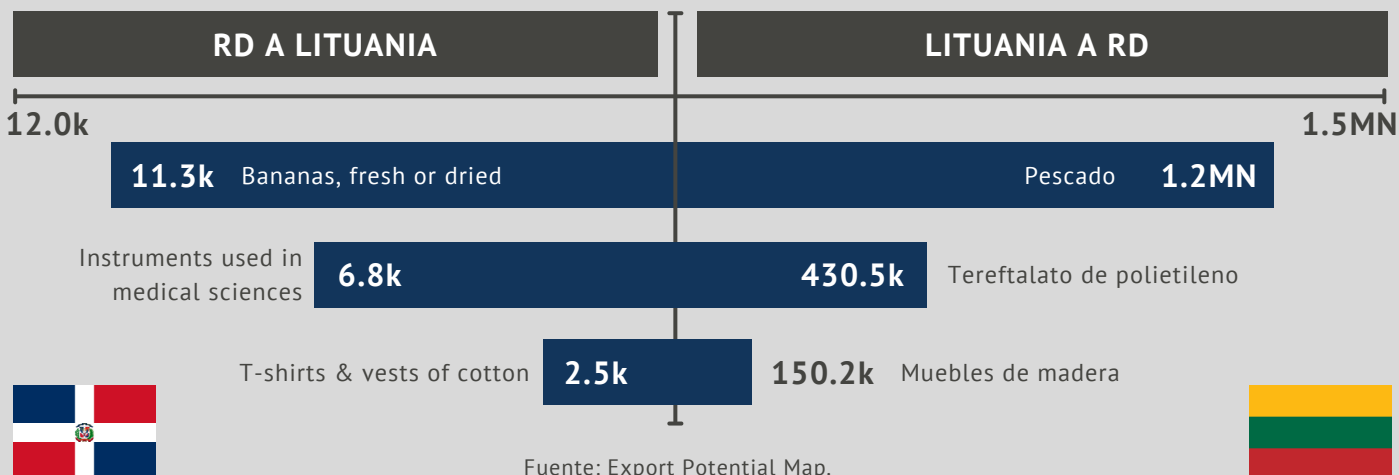 RD A LITUANIA
LITUANIA A RD
12.0k
1.5MN
11.3k Bananas, fresh or dried
Pescado 1.2MN
Instruments used in
medical sciences
6.8k
430.5k Tereftalato de polietileno
T-shirts & vests of cotton 2.5k
150.2k Muebles de madera
Fuente: Export Potential Map.